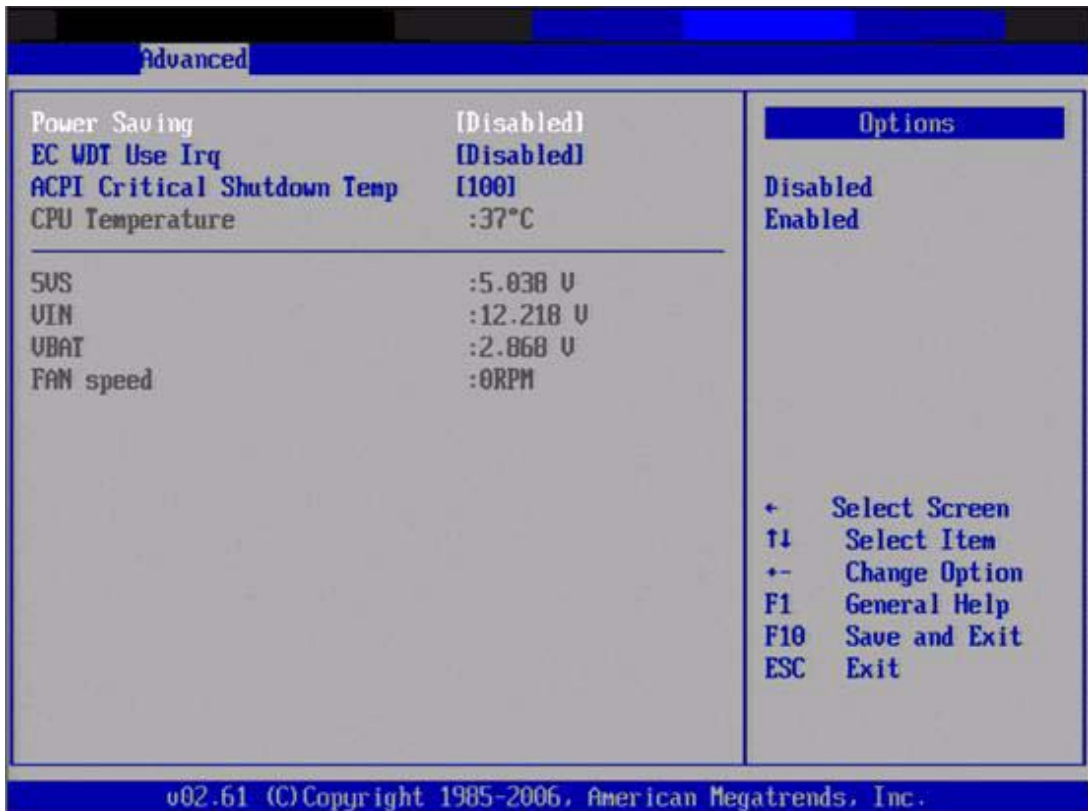 Advanced
Power Saving [Disabled]
EC WDT Use Irq [Disabled]
ACPI Critical Shutdown Temp [100]
CPU Temperature :37°C
5VS :5.038 V
VIN :12.218 V
VBAT :2.868 V
FAN speed :0RPM
Options
Disabled
Enabled
← Select Screen
↑↓ Select Item
+- Change Option
F1 General Help
F10 Save and Exit
ESC Exit
v02.61 (C)Copyright 1985-2006, American Megatrends, Inc.